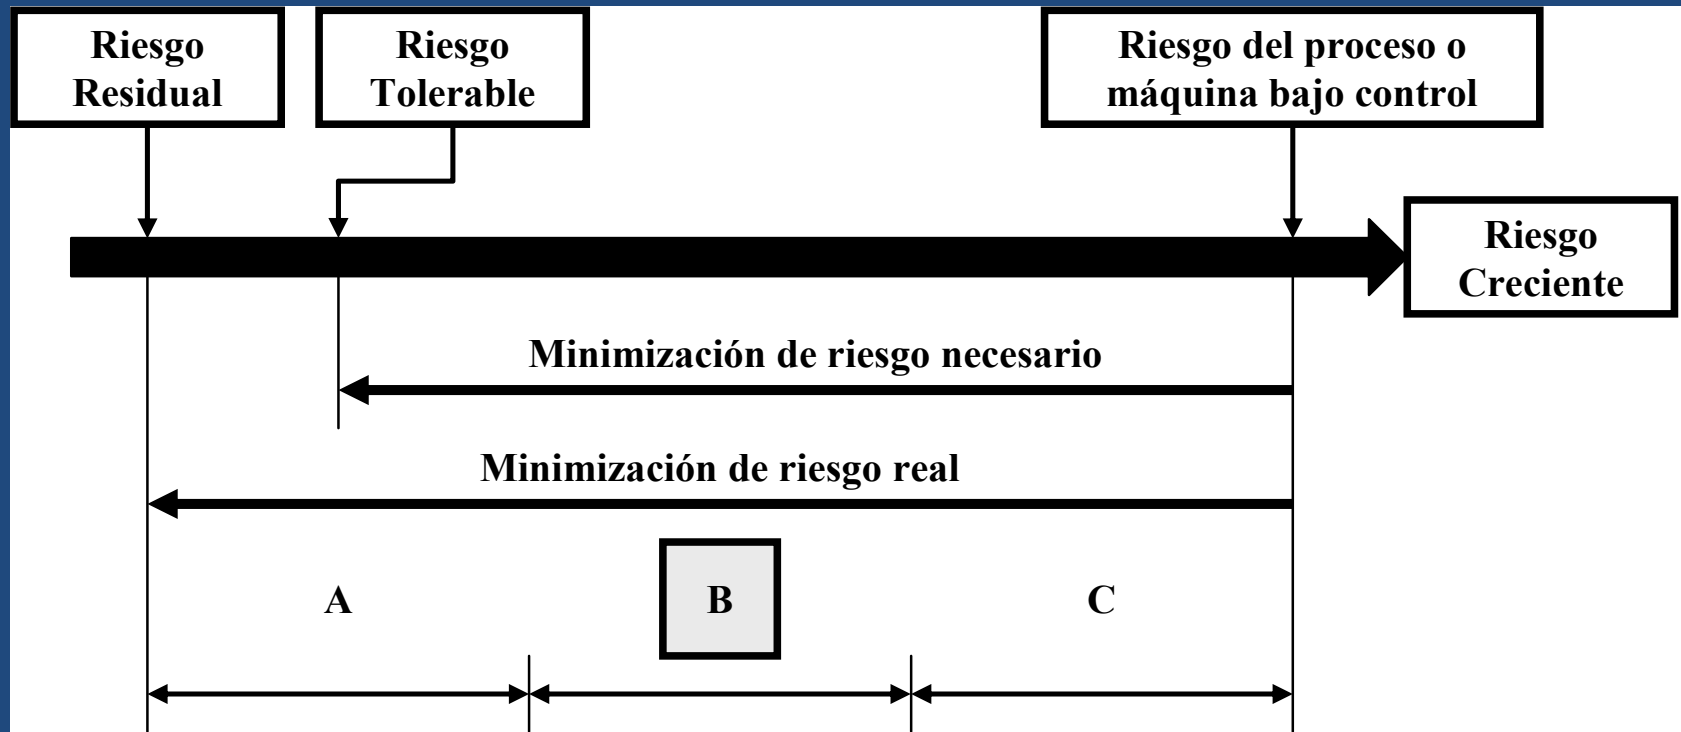 Riesgo
Residual
Riesgo
Tolerable
Riesgo del proceso o
máquina bajo control
Riesgo
Creciente
Minimización de riesgo necesario
Minimización de riesgo real
A
B
C